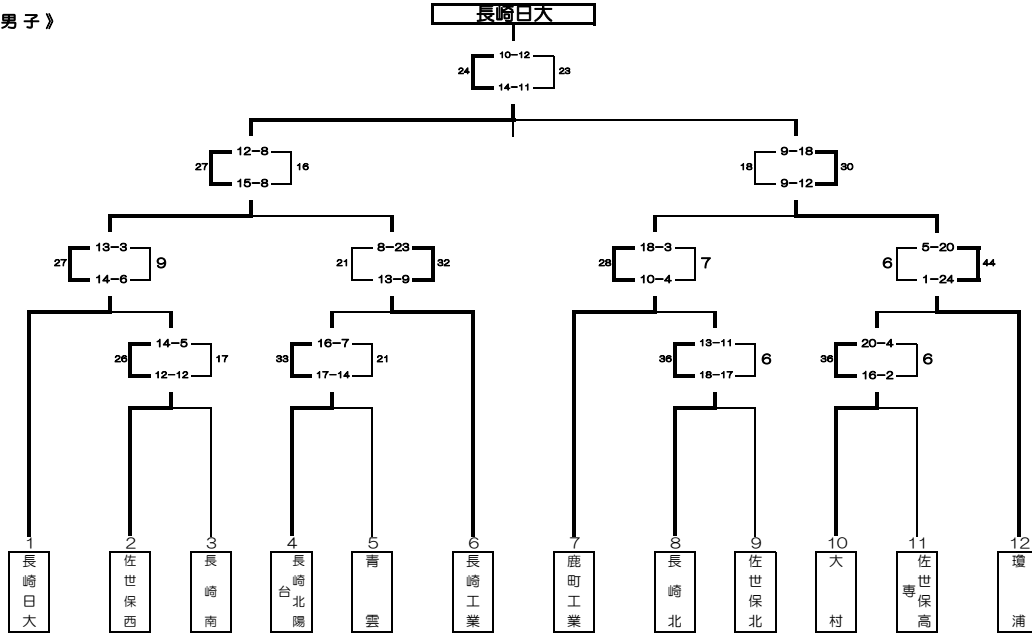 男 子 》
長崎日大
10-12
24 23
14-11
12-8 9-18
27 16 18 30
15-8 9-12
13-3 8-23 18-3 5-20
27 9 21 32 28 7 6 44
14-6 13-9 10-4 1-24
14-5 16-7 13-11 20-4
26 17 33 21 36 6 36 6
12-12 17-14 18-17 16-2
1 2 3 4 5 6 7 8 9 10 11 12
長崎日大
佐世保西
長崎南
長崎北陽台
青雲
長崎工業
鹿町工業
長崎北
佐世保北
大村
佐世保高専
瓊浦